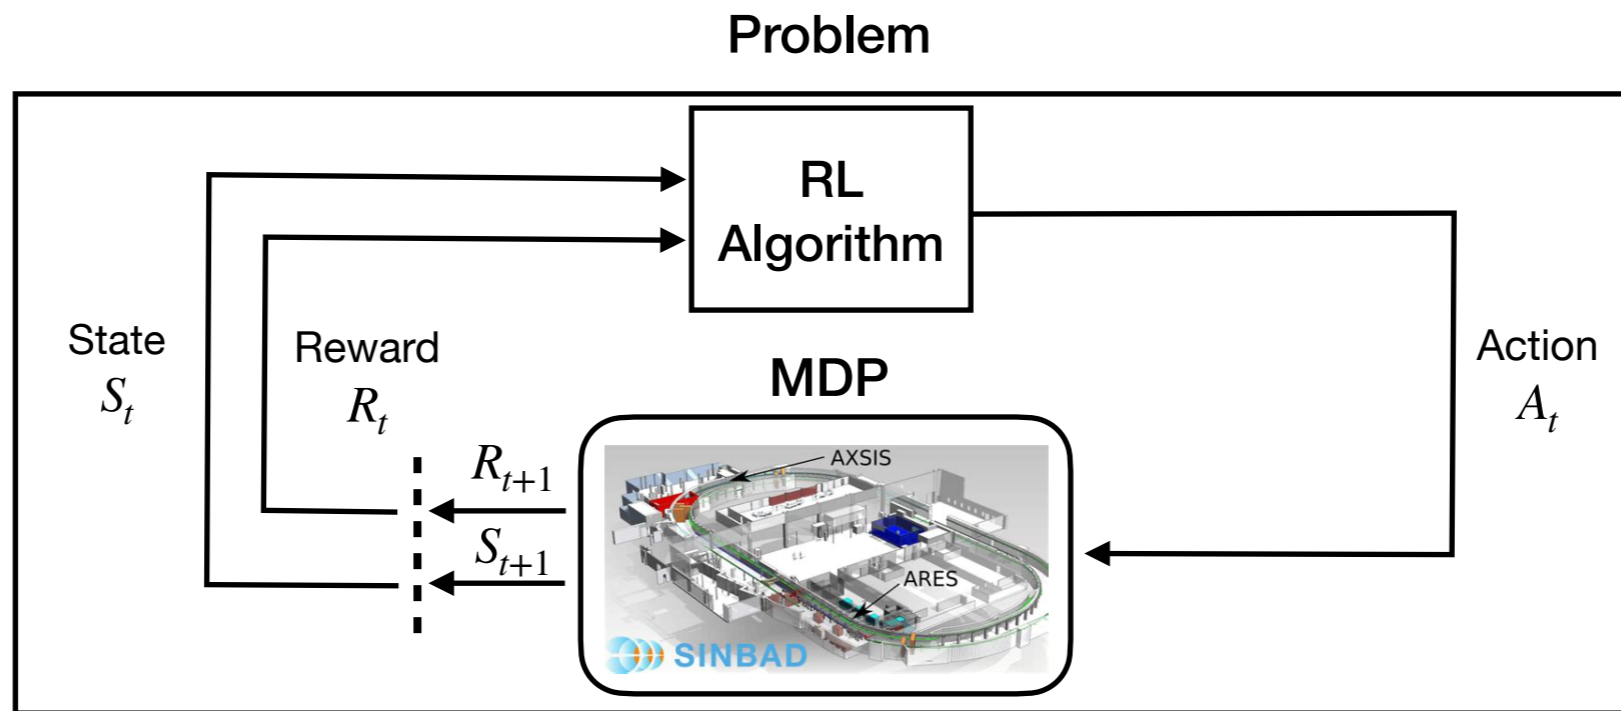 Problem
RL
Algorithm
State
S_t
Reward
R_t
MDP
Action
A_t
R_{t+1}
S_{t+1}
AXSIS
ARES
SINBAD